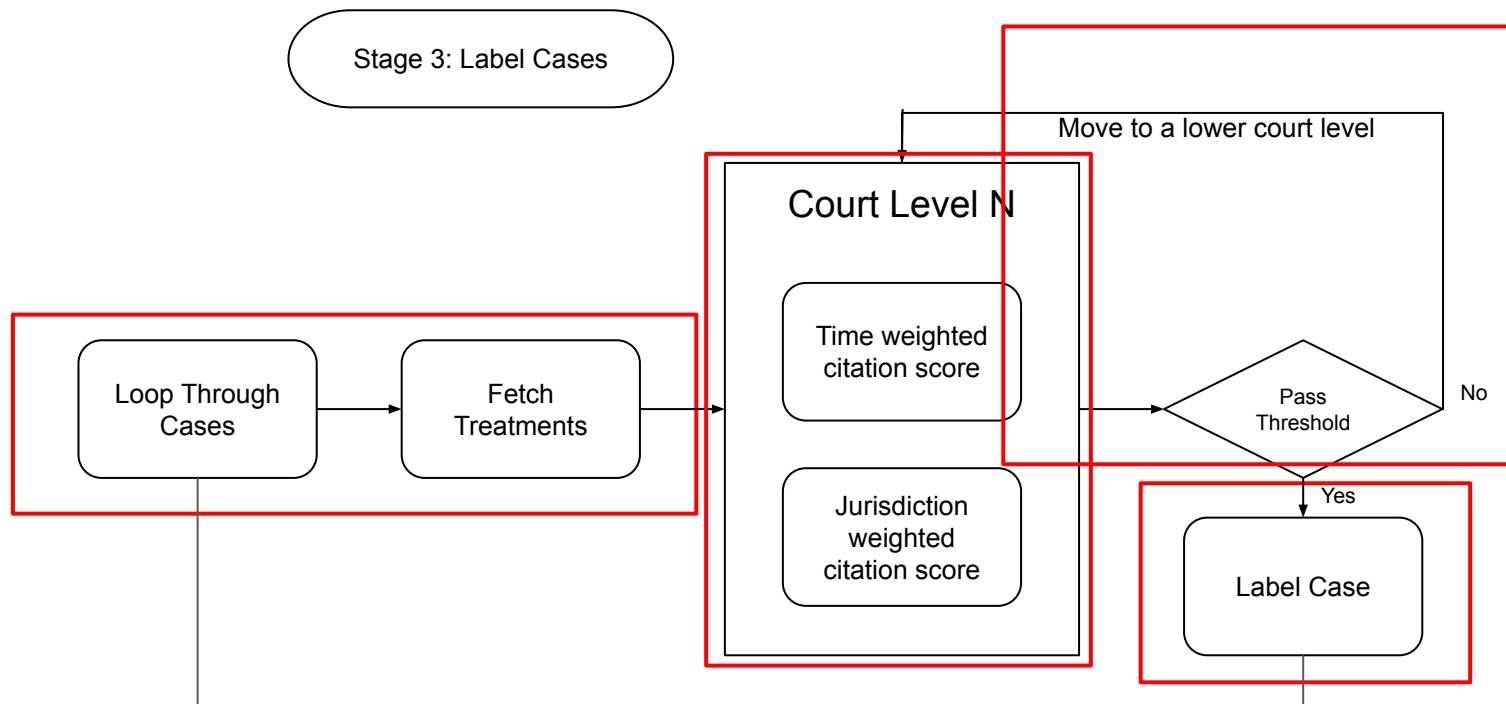 Stage 3: Label Cases
Move to a lower court level
Court Level N
Time weighted
citation score
Loop Through
Cases
Fetch
Treatments
Pass
Threshold
No
Jurisdiction
weighted
citation score
Yes
Label Case